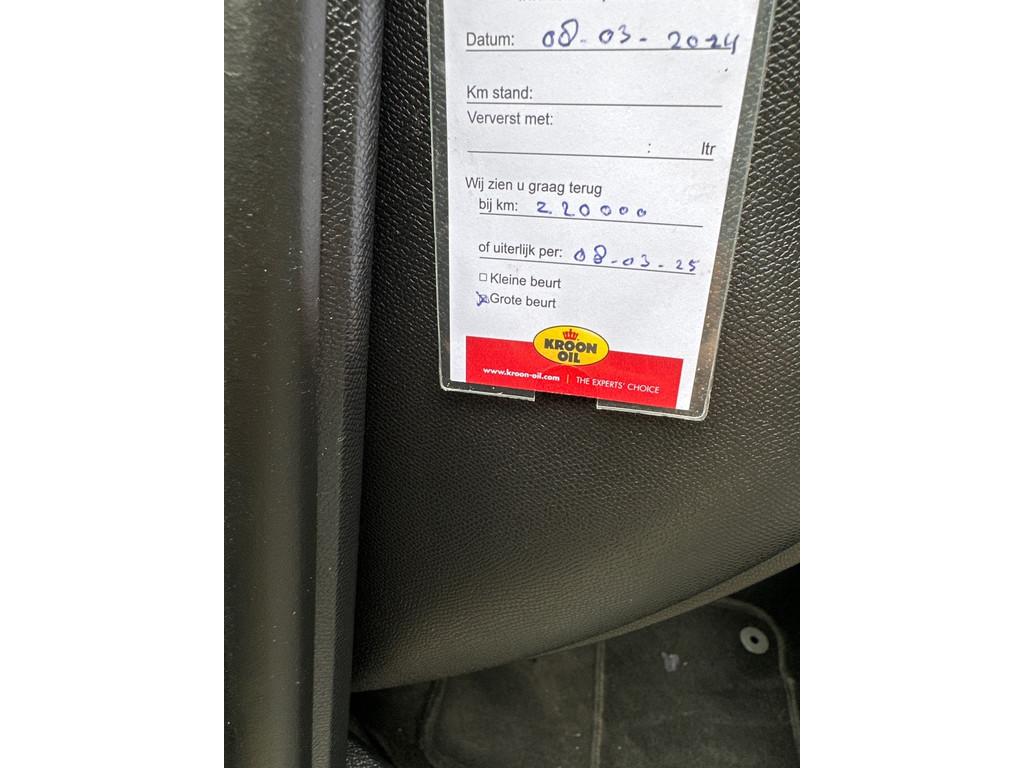 Datum: 08-03-2024
Km stand:
Ververst met:
: ltr
Wij zien u graag terug
bij km: 220000
of uiterlijk per: 08-03-25
Kleine beurt
Grote beurt
KROON
OIL
www.kroon-oil.com | THE EXPERTS' CHOICE